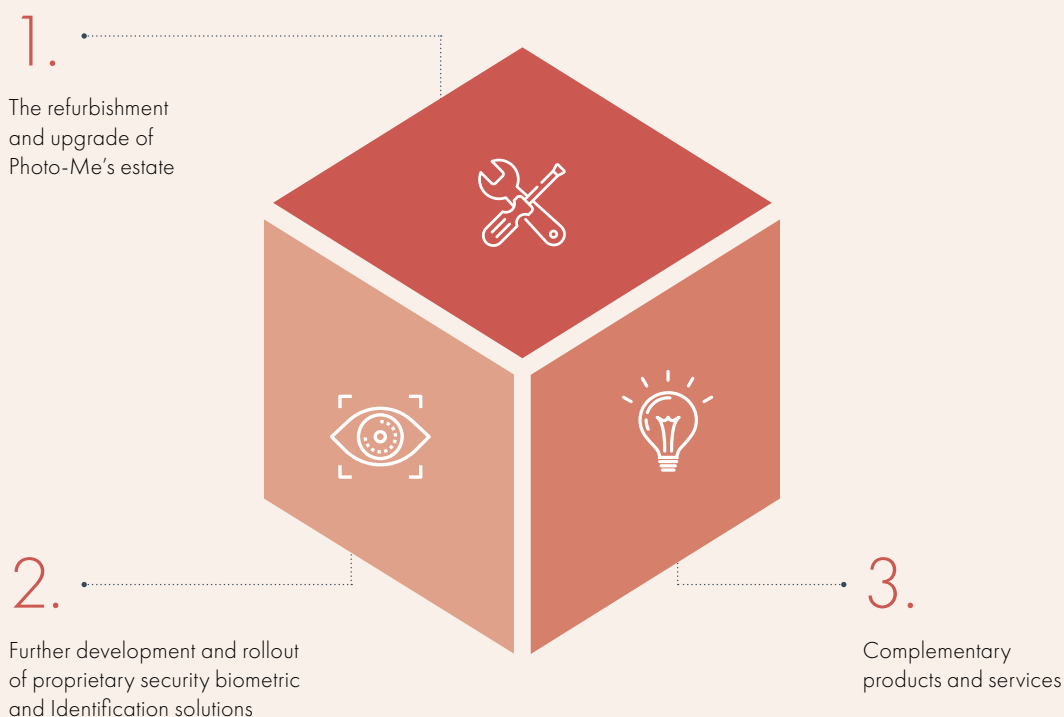 1.
The refurbishment
and upgrade of
Photo-Me’s estate
2.
Further development and rollout
of proprietary security biometric
and Identification solutions
3.
Complementary
products and services